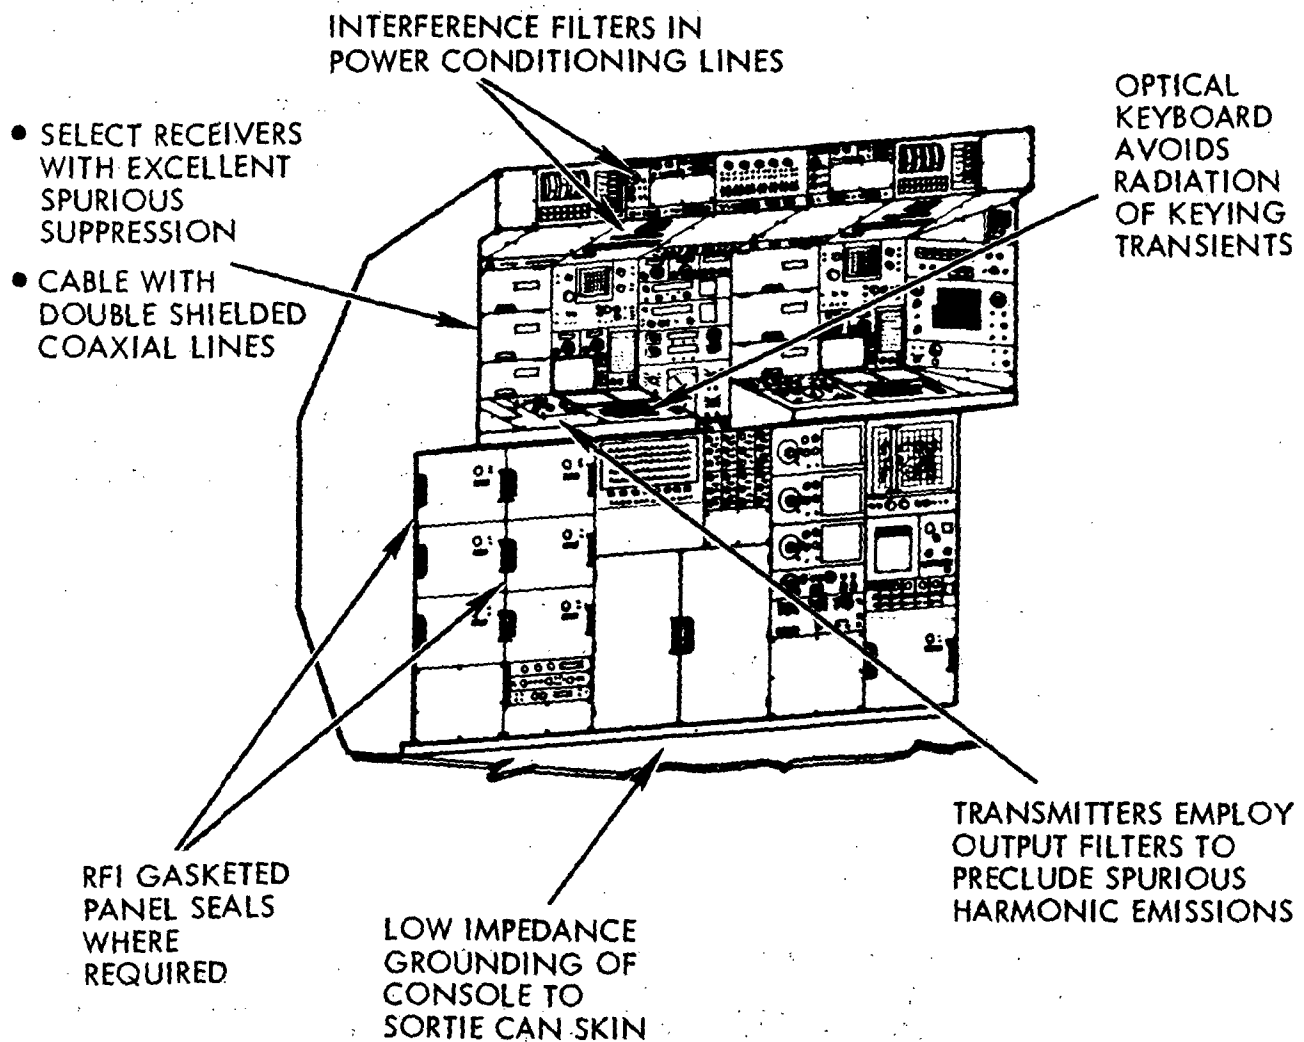 INTERFERENCE FILTERS IN
POWER CONDITIONING LINES
OPTICAL
KEYBOARD
AVOIDS
RADIATION
OF KEYING
TRANSIENTS
• SELECT RECEIVERS
WITH EXCELLENT
SPURIOUS
SUPPRESSION
• CABLE WITH
DOUBLE SHIELDED
COAXIAL LINES
TRANSMITTERS EMPLOY
OUTPUT FILTERS TO
PRECLUDE SPURIOUS
HARMONIC EMISSIONS
RFI GASKETED
PANEL SEALS
WHERE
REQUIRED
LOW IMPEDANCE
GROUNDING OF
CONSOLE TO
SORTIE CAN SKIN